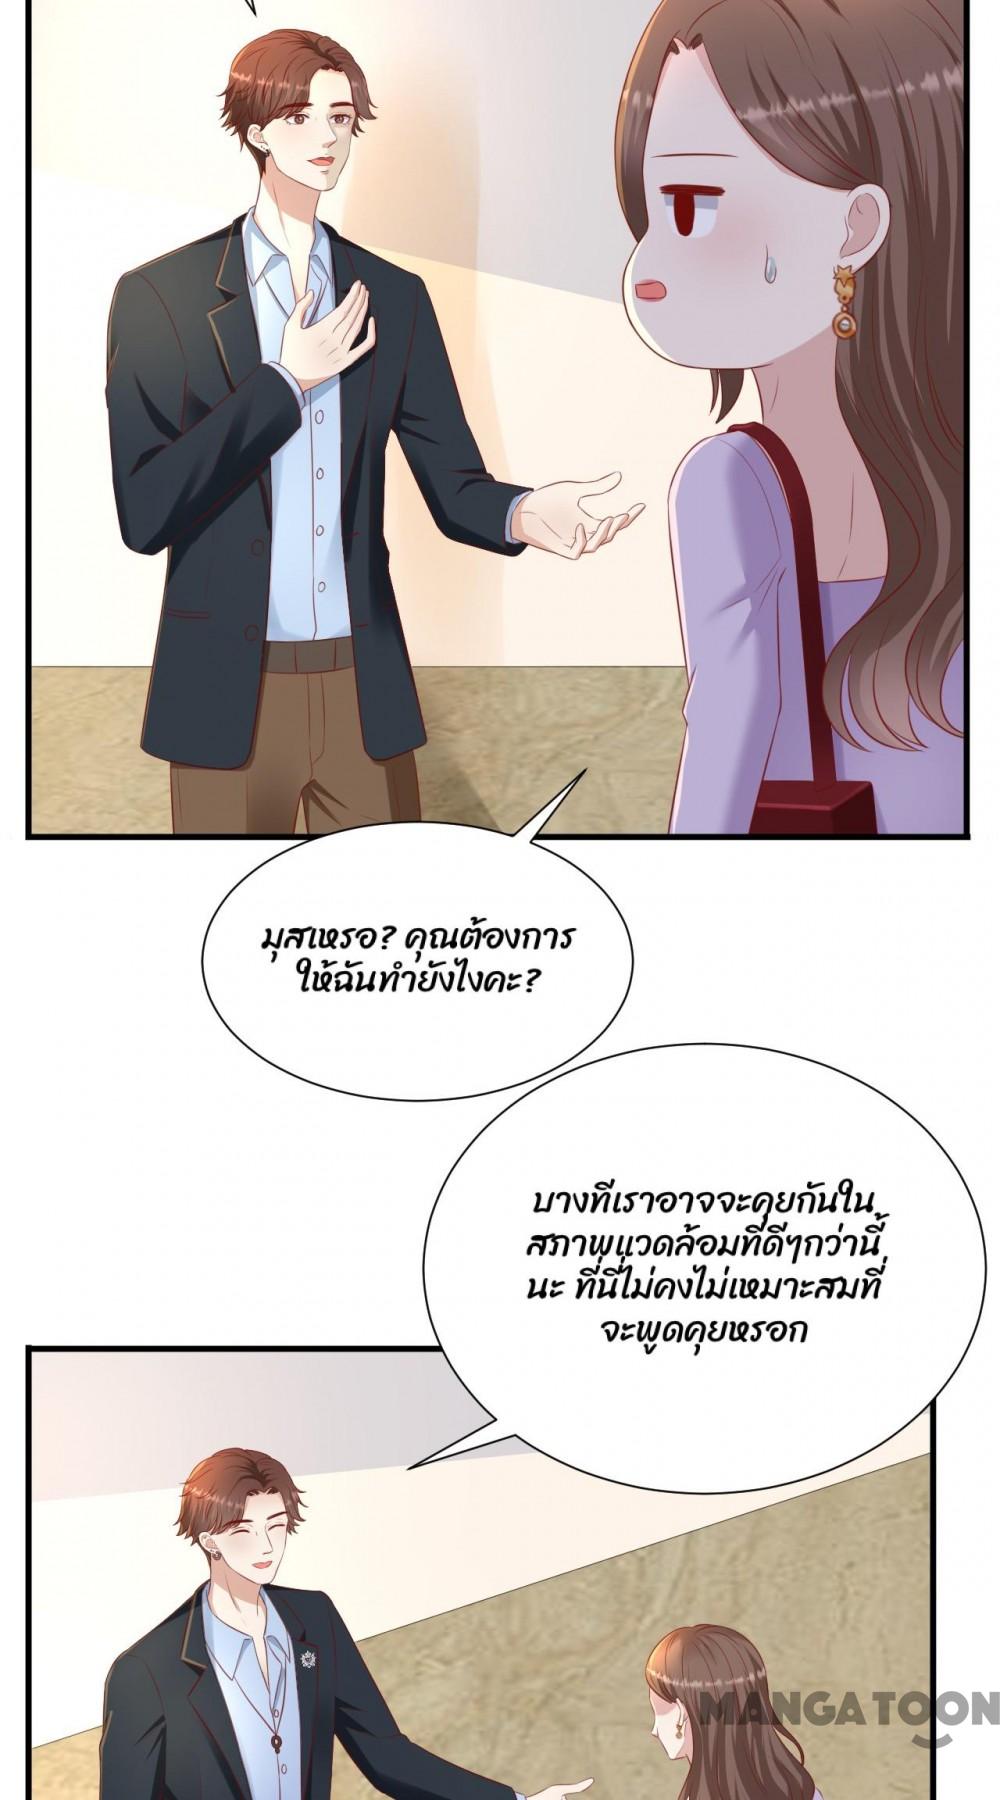 มุสเหรอ? คุณต้องการ
ให้ฉันทำยังไงคะ?
บางทีเราอาจจะคุยกันใน
สภาพแวดล้อมที่ดีๆกว่านี้
นะ ที่นี่ไม่คงไม่เหมาะสมที่
จะพูดคุยหรอก
MANGATOON